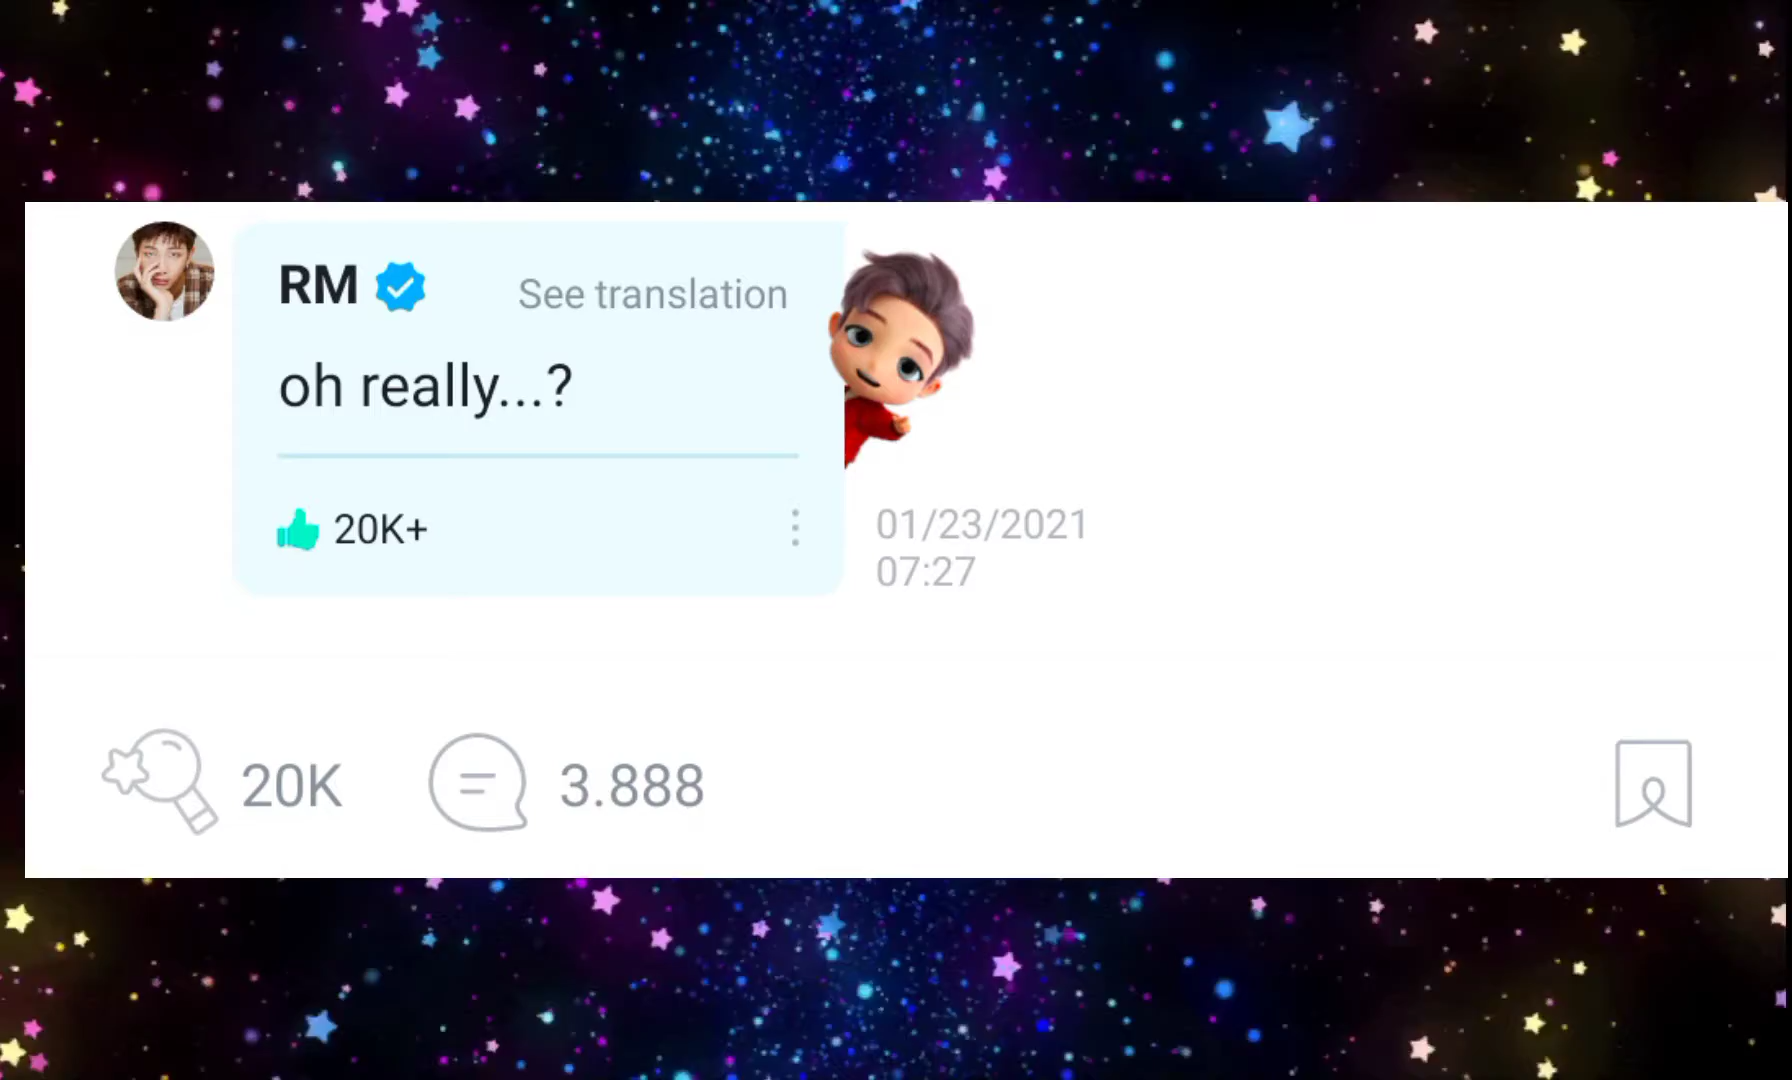 RM
See translation
oh really...?
20K+
01/23/2021
07:27
20K
3.888